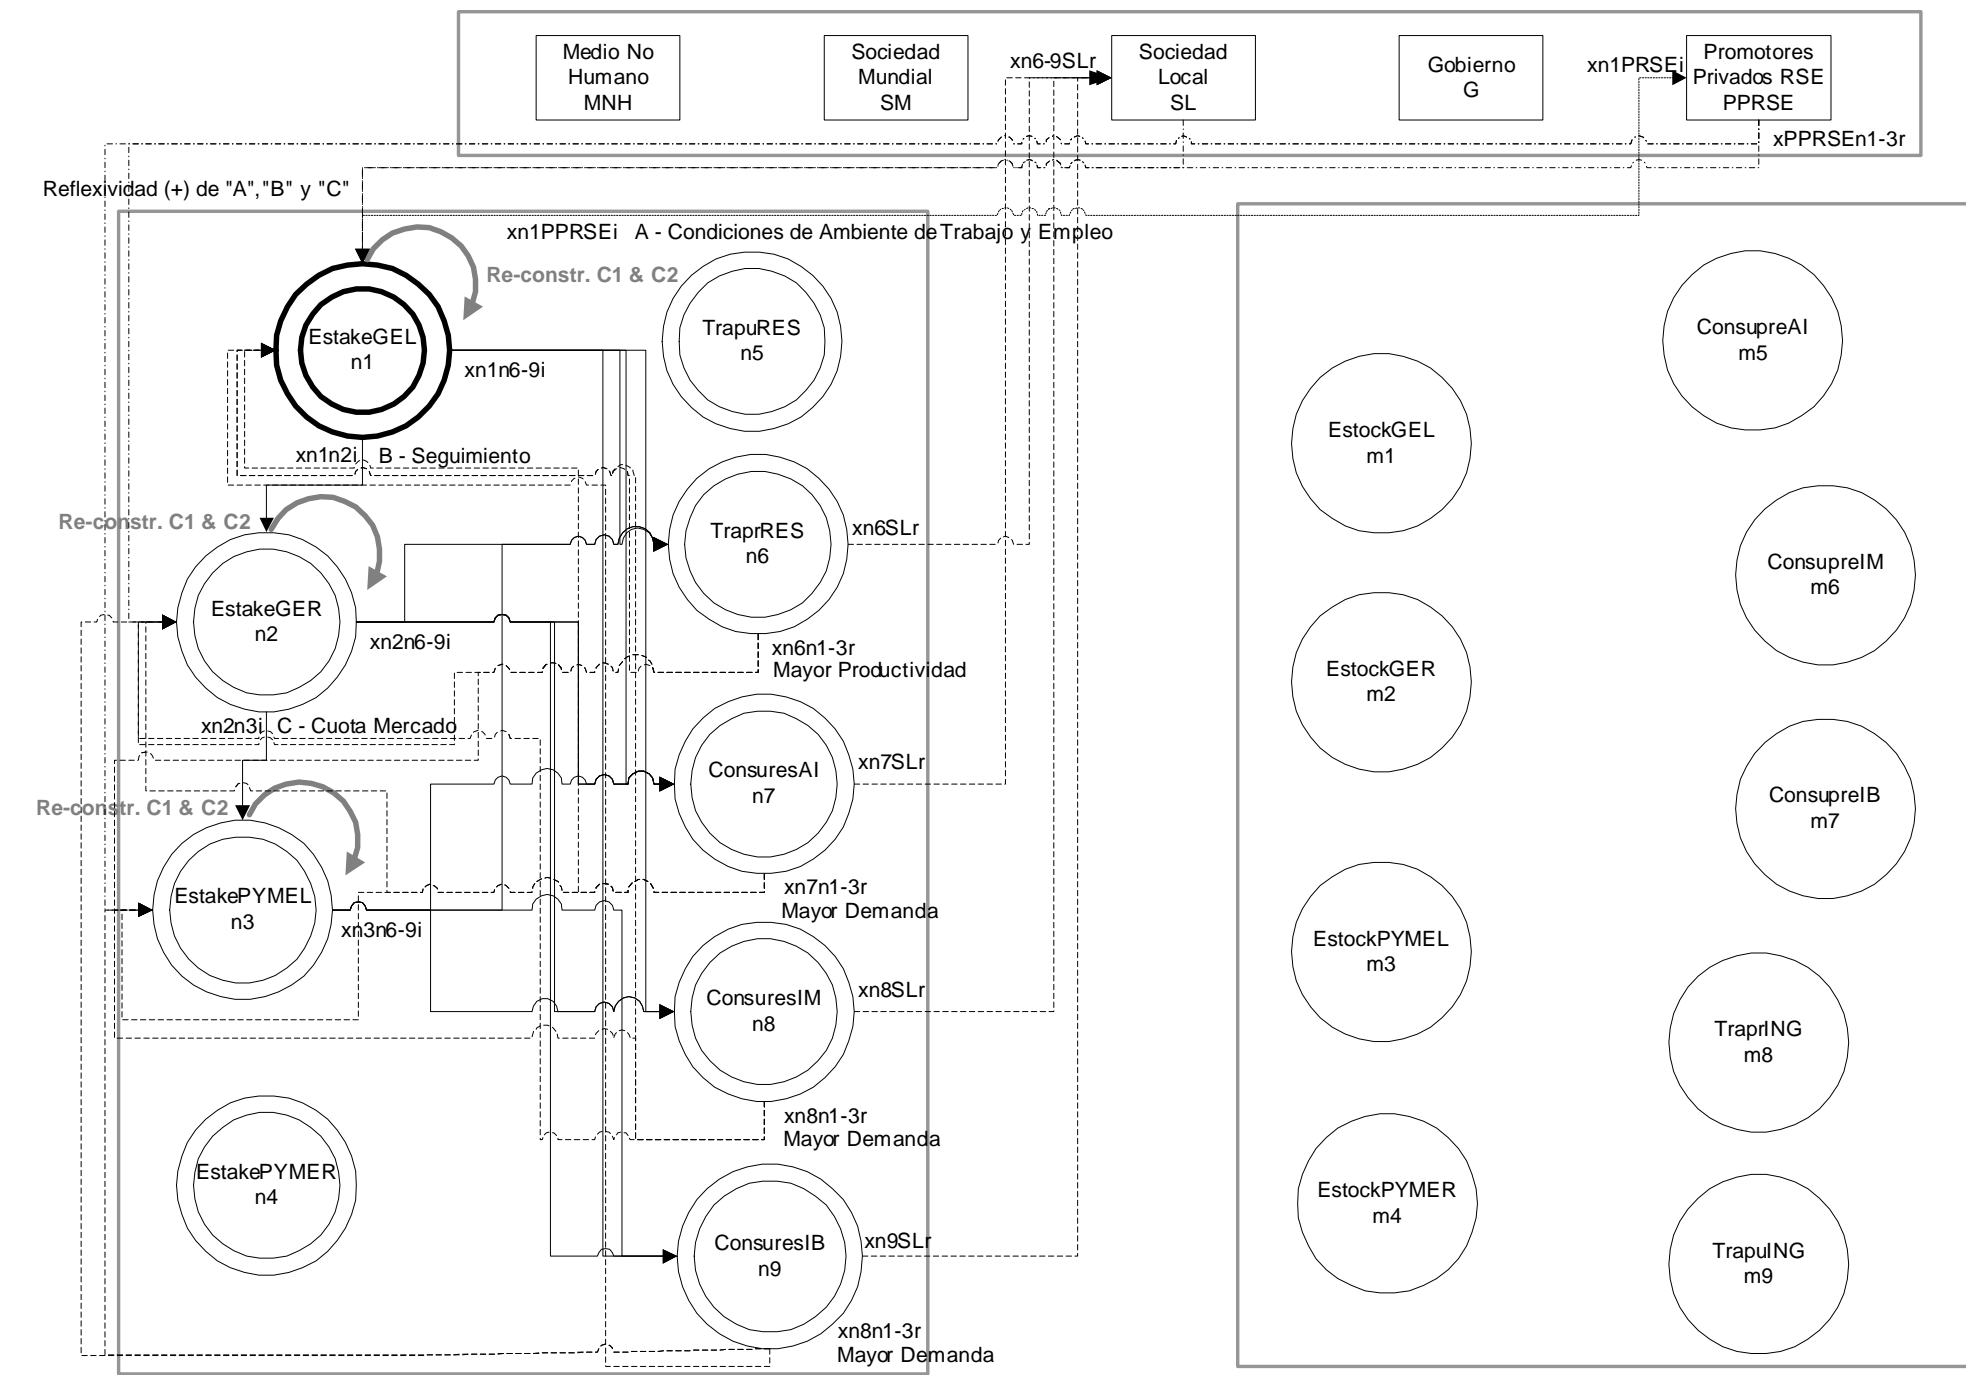 Medio No
Humano
MNH
Sociedad
Mundial
SM
xn6-9SLr
Sociedad
Local
SL
Gobierno
G
xn1PRSEi
Promotores
Privados RSE
PPRSE
xPPRSEn1-3r
Reflexividad (+) de "A","B" y "C"
xn1PPRSEi A - Condiciones de Ambiente de Trabajo y Empleo
Re-constr. C1 & C2
EstakeGEL
n1
xn1n6-9i
TrapuRES
n5
xn1n2i B - Seguimiento
Re-constr. C1 & C2
TraprRES
n6
xn6SLr
EstakeGER
n2
xn2n6-9i
xn6n1-3r
Mayor Productividad
xn2n3i C - Cuota Mercado
Re-constr. C1 & C2
ConsuresAI
n7
xn7SLr
EstakePYMEL
n3
xn3n6-9i
xn7n1-3r
Mayor Demanda
ConsuresIM
n8
xn8SLr
xn8n1-3r
Mayor Demanda
EstakePYMER
n4
ConsuresIB
n9
xn9SLr
xn8n1-3r
Mayor Demanda
ConsupreAI
m5
EstockGEL
m1
ConsupreIM
m6
EstockGER
m2
ConsupreIB
m7
EstockPYMEL
m3
TraprING
m8
EstockPYMER
m4
TrapuING
m9